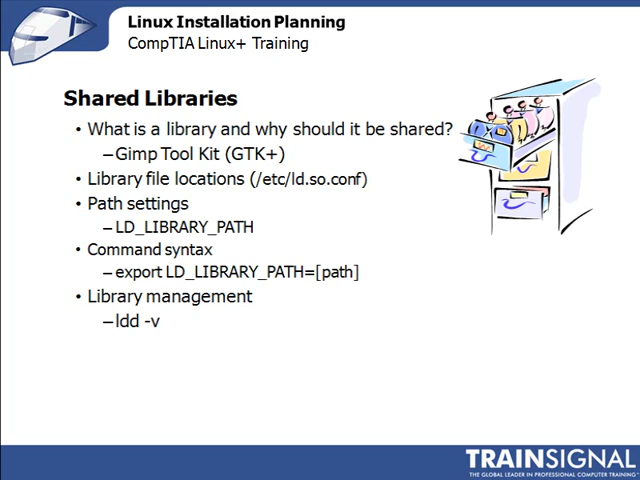 Linux Installation Planning
CompTIA Linux+ Training
Shared Libraries
• What is a library and why should it be shared?
–Gimp Tool Kit (GTK+)
• Library file locations (/etc/ld.so.conf)
• Path settings
–LD_LIBRARY_PATH
• Command syntax
–export LD_LIBRARY_PATH=[path]
• Library management
–ldd -v
TRAINSIGNAL
THE GLOBAL LEADER IN PROFESSIONAL COMPUTER TRAINING